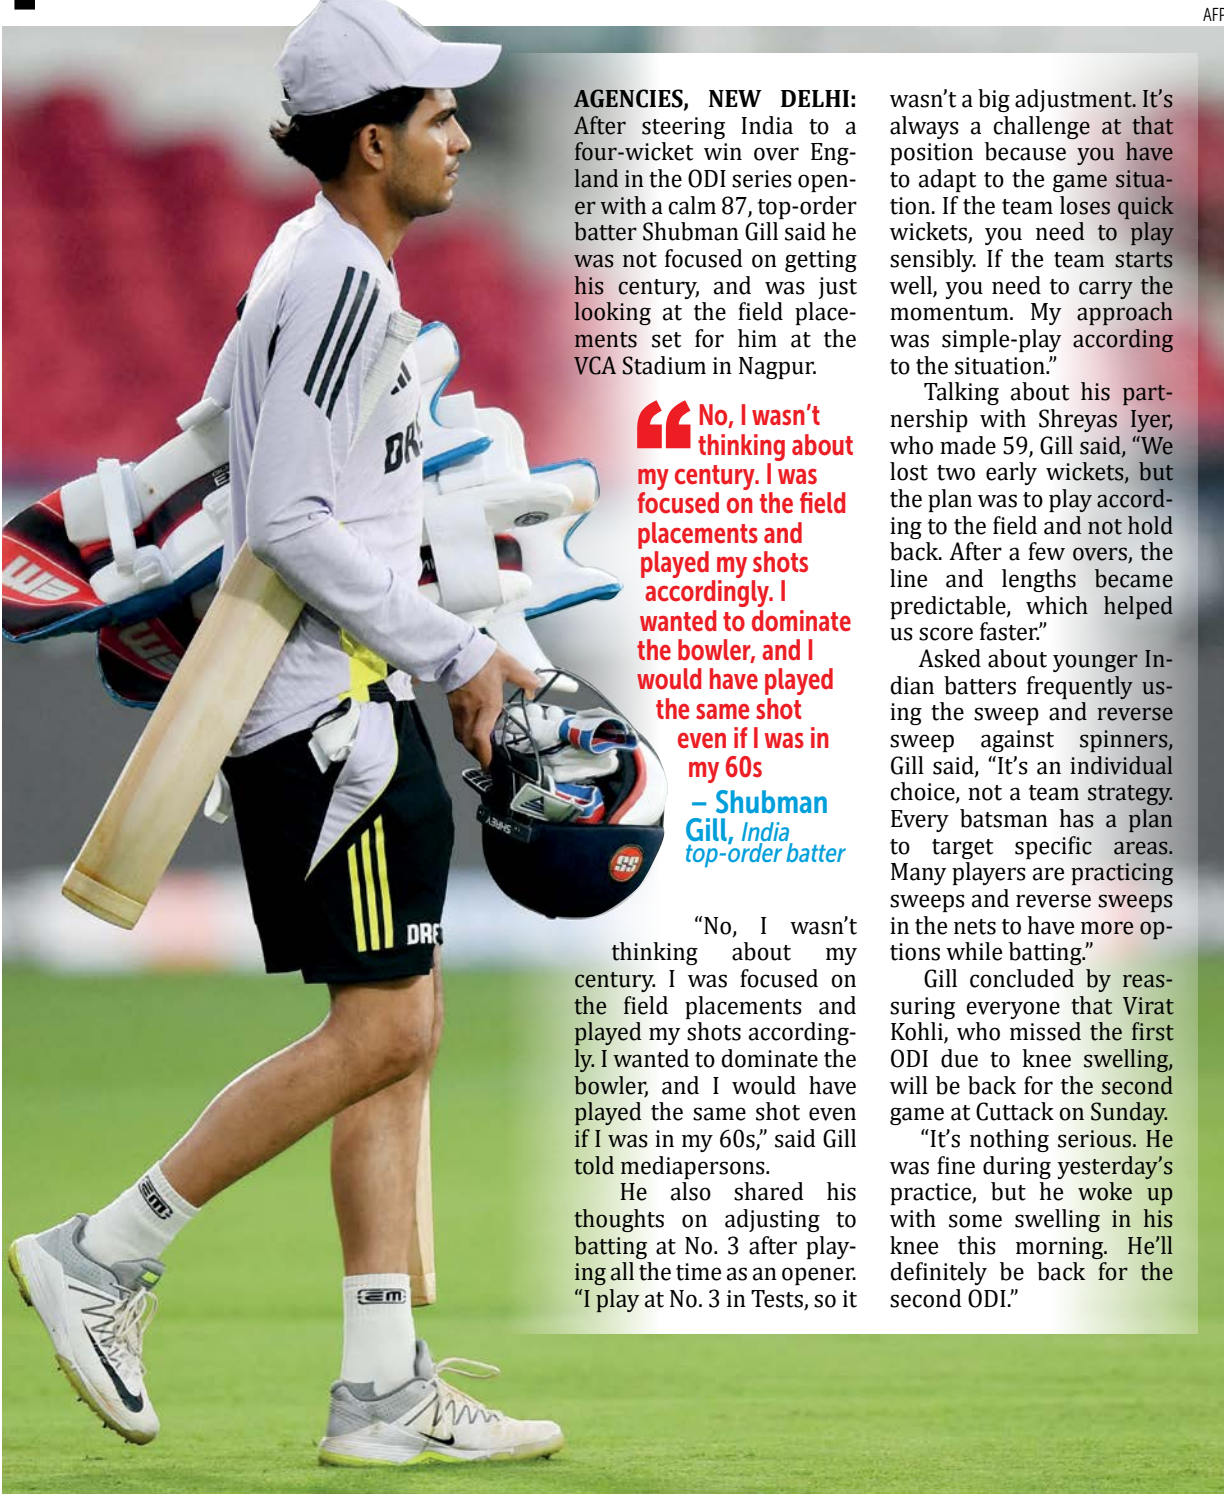 AFP
AGENCIES, NEW DELHI:
After steering India to a
four-wicket win over Eng-
land in the ODI series open-
er with a calm 87, top-order
batter Shubman Gill said he
was not focused on getting
his century, and was just
looking at the field place-
ments set for him at the
VCA Stadium in Nagpur.
No, I wasn't
thinking about
my century. I was
focused on the field
placements and
played my shots
accordingly. I
wanted to dominate
the bowler, and I
would have played
the same shot
even if I was in
my 60s
– Shubman
Gill, India
top-order batter
“No, I wasn't
thinking about my
century. I was focused on
the field placements and
played my shots according-
ly. I wanted to dominate the
bowler, and I would have
played the same shot even
if I was in my 60s,” said Gill
told mediapersons.
He also shared his
thoughts on adjusting to
batting at No. 3 after play-
ing all the time as an opener.
“I play at No. 3 in Tests, so it
wasn't a big adjustment. It's
always a challenge at that
position because you have
to adapt to the game situa-
tion. If the team loses quick
wickets, you need to play
sensibly. If the team starts
well, you need to carry the
momentum. My approach
was simple-play according
to the situation.”
Talking about his part-
nership with Shreyas Iyer,
who made 59, Gill said, “We
lost two early wickets, but
the plan was to play accord-
ing to the field and not hold
back. After a few overs, the
line and lengths became
predictable, which helped
us score faster.”
Asked about younger In-
dian batters frequently us-
ing the sweep and reverse
sweep against spinners,
Gill said, “It's an individual
choice, not a team strategy.
Every batsman has a plan
to target specific areas.
Many players are practicing
sweeps and reverse sweeps
in the nets to have more op-
tions while batting.”
Gill concluded by reas-
suring everyone that Virat
Kohli, who missed the first
ODI due to knee swelling,
will be back for the second
game at Cuttack on Sunday.
“It's nothing serious. He
was fine during yesterday's
practice, but he woke up
with some swelling in his
knee this morning. He'll
definitely be back for the
second ODI.”
SHREY
SS
EM
EM